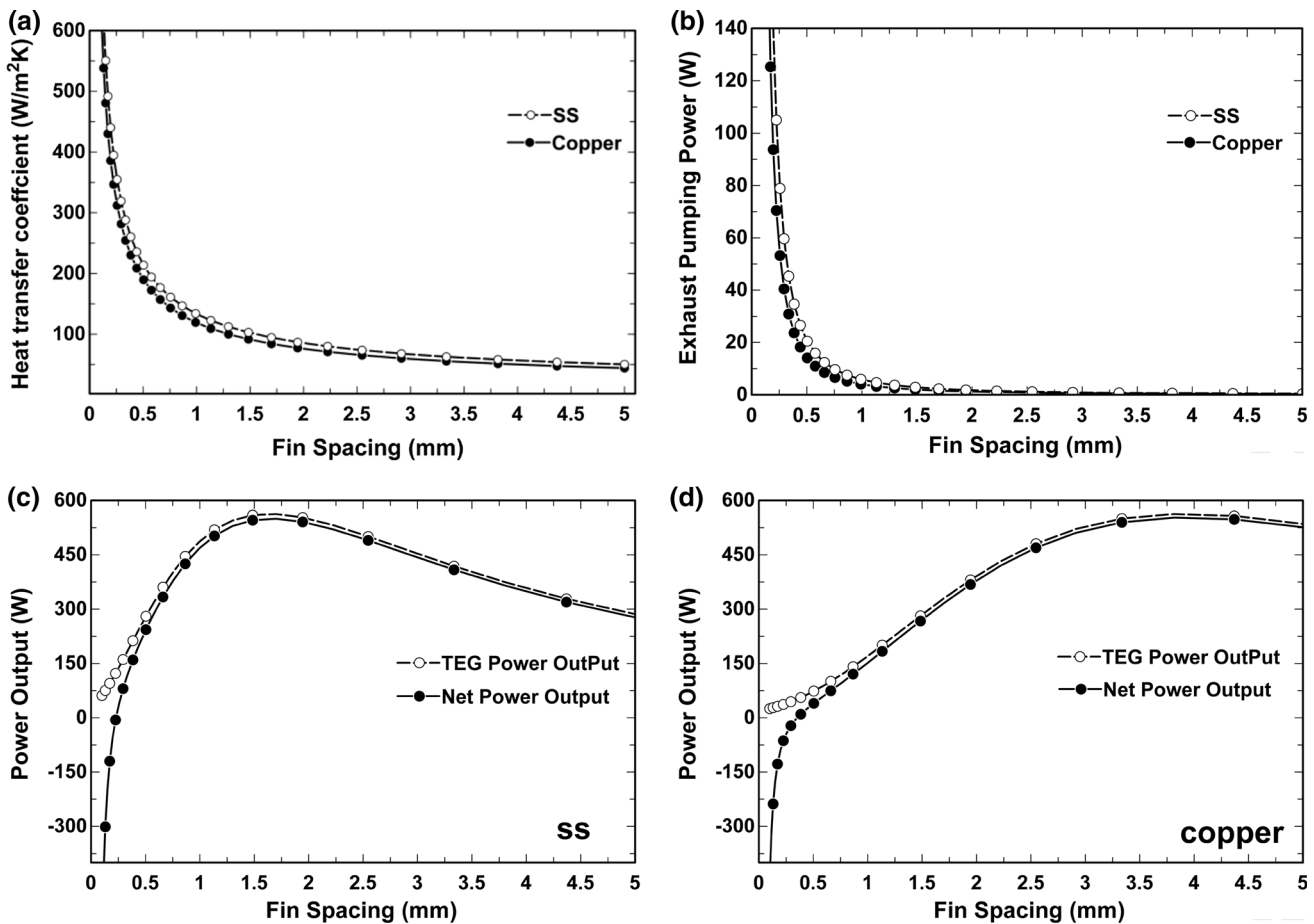 (a)
Heat transfer coeffcient (W/m²K)
600
500
400
300
200
100
SS
Copper
0 0.5 1 1.5 2 2.5 3 3.5 4 4.5 5
Fin Spacing (mm)
(b)
Exhaust Pumping Power (W)
140
120
100
80
60
40
20
0
SS
Copper
0 0.5 1 1.5 2 2.5 3 3.5 4 4.5 5
Fin Spacing (mm)
(c)
Power Output (W)
600
450
300
150
0
-150
-300
TEG Power OutPut
Net Power Output
ss
0 0.5 1 1.5 2 2.5 3 3.5 4 4.5 5
Fin Spacing (mm)
(d)
Power Output (W)
600
450
300
150
0
-150
-300
TEG Power OutPut
Net Power Output
copper
0 0.5 1 1.5 2 2.5 3 3.5 4 4.5 5
Fin Spacing (mm)